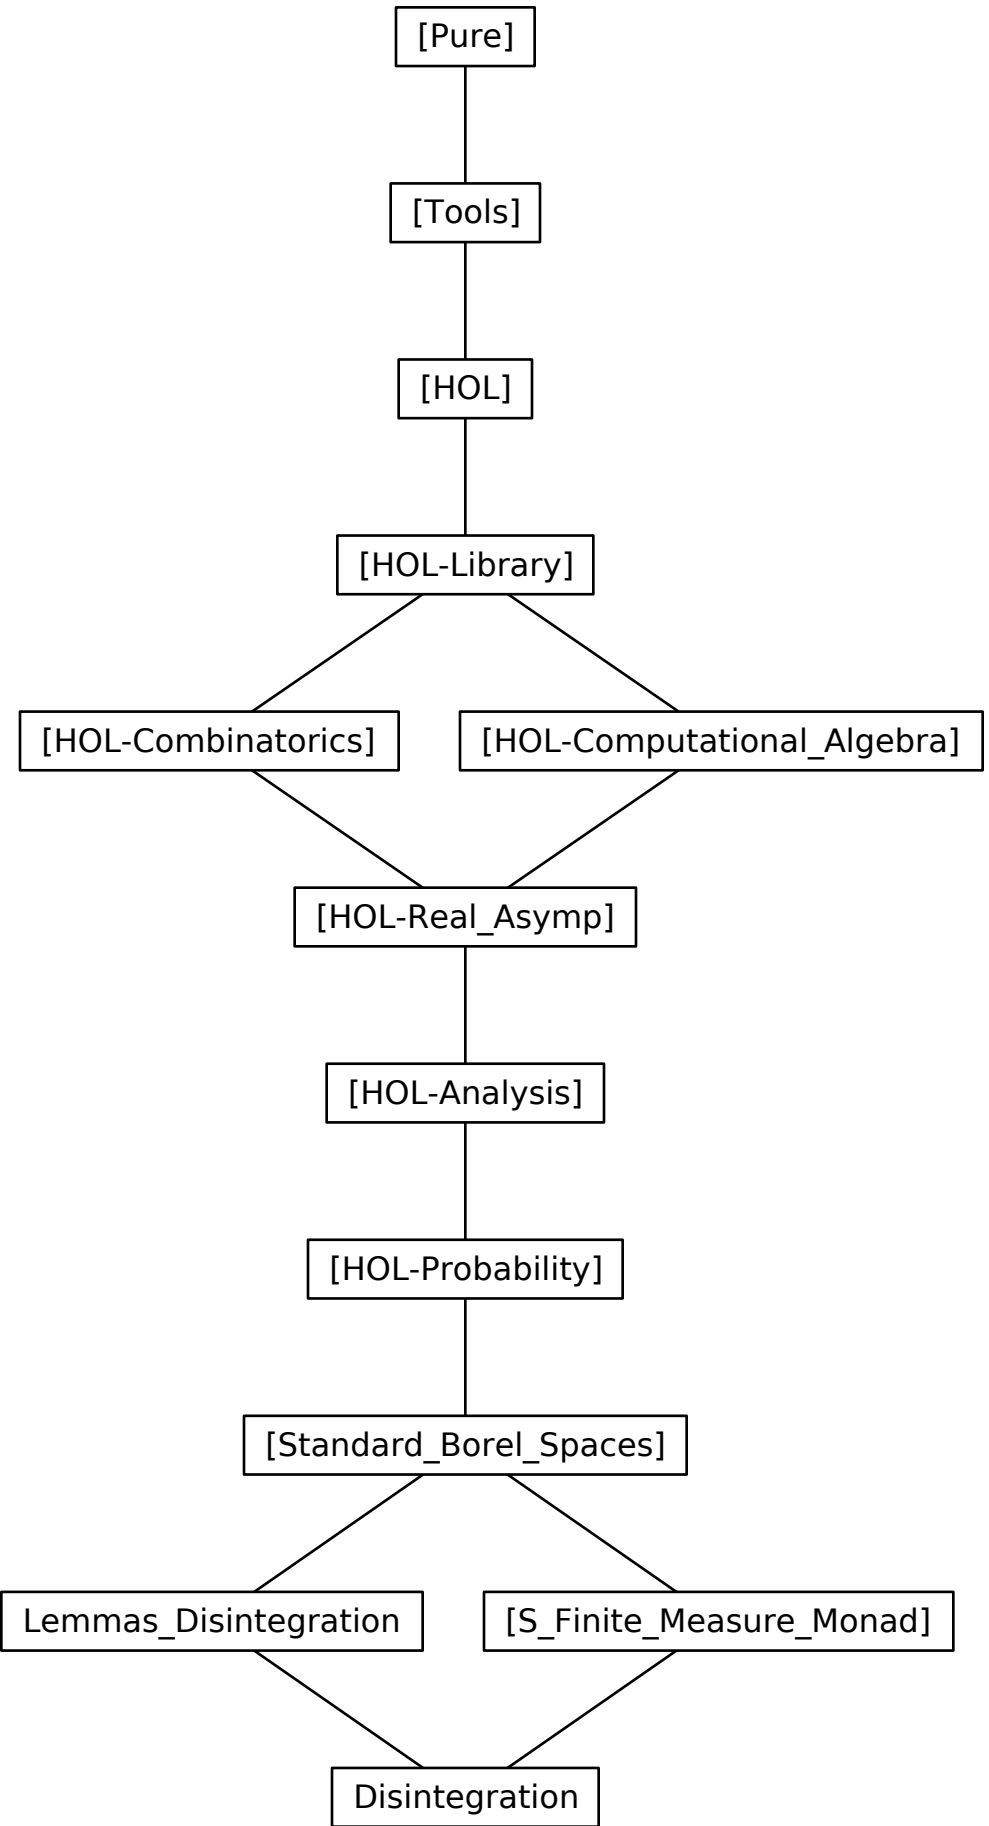 [Pure]
[Tools]
[HOL]
[HOL-Library]
[HOL-Combinatorics]
[HOL-Computational_Algebra]
[HOL-Real_Asymp]
[HOL-Analysis]
[HOL-Probability]
[Standard_Borel_Spaces]
Lemmas_Disintegration
[S_Finite_Measure_Monad]
Disintegration